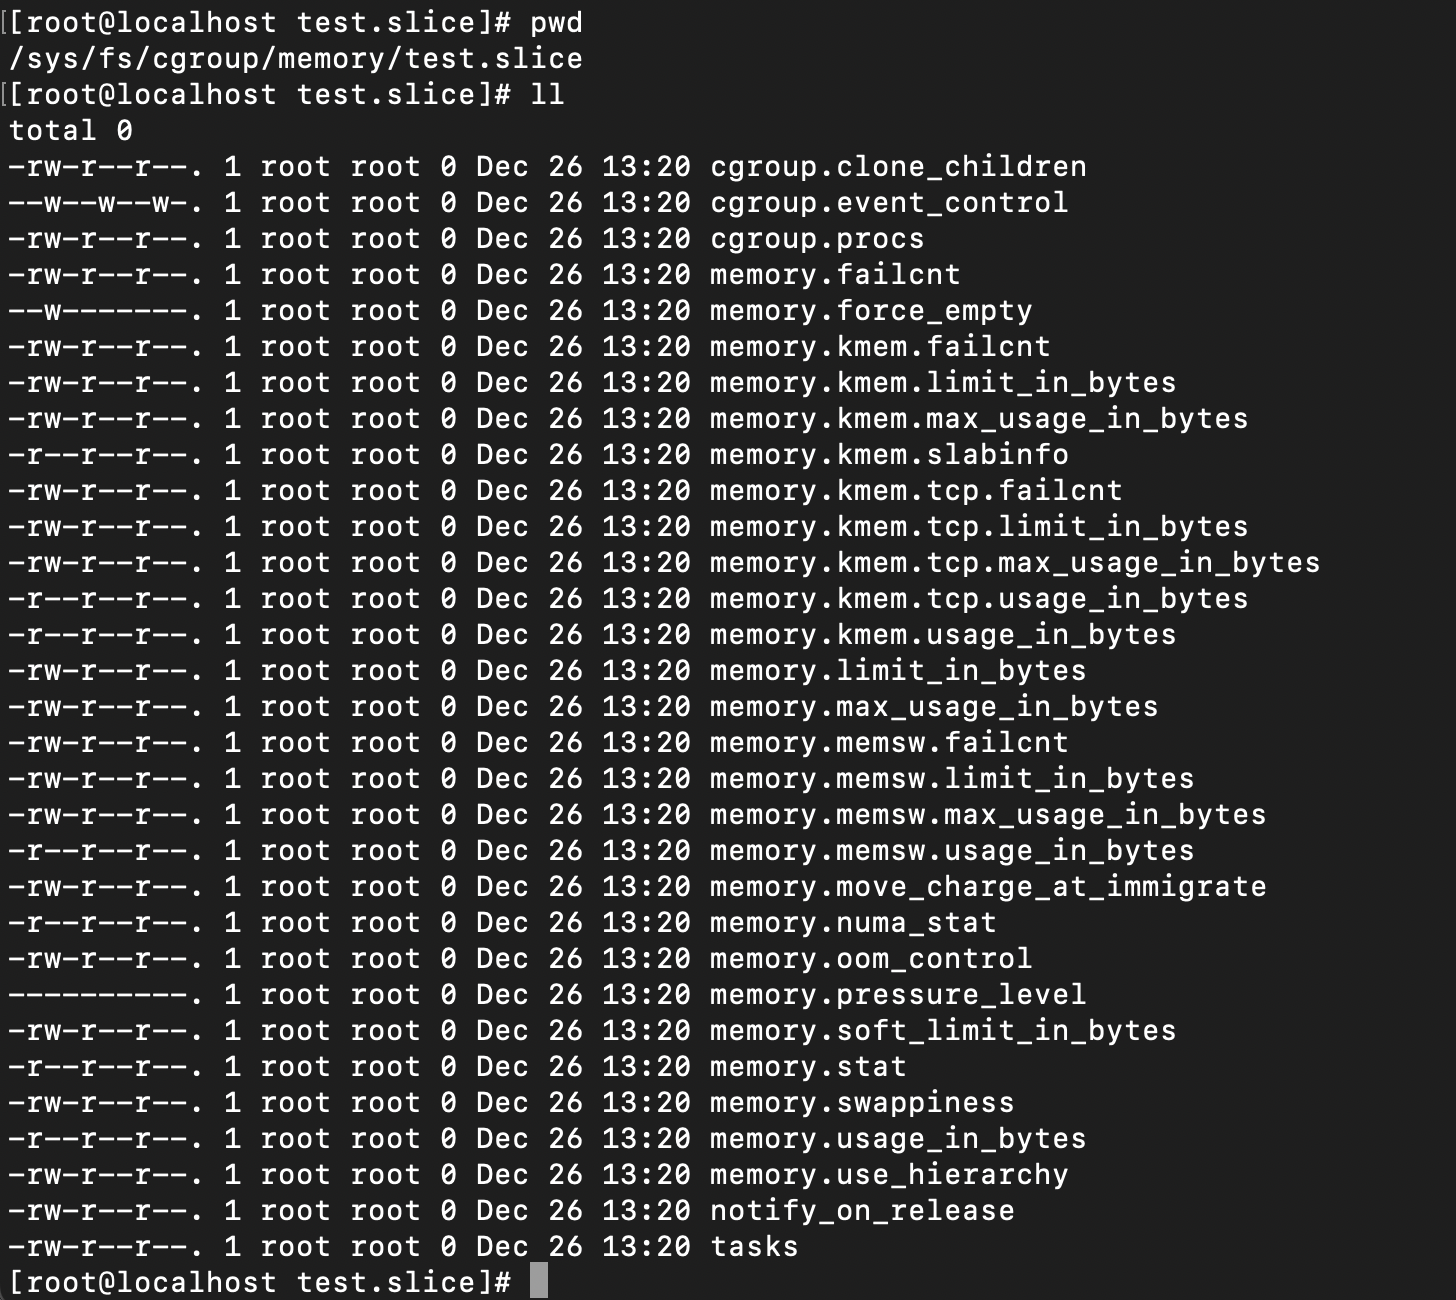 [[root@localhost test.slice]# pwd
/sys/fs/cgroup/memory/test.slice
[[root@localhost test.slice]# ll
total 0
-rw-r--r--. 1 root root 0 Dec 26 13:20 cgroup.clone_children
--w--w--w-. 1 root root 0 Dec 26 13:20 cgroup.event_control
-rw-r--r--. 1 root root 0 Dec 26 13:20 cgroup.procs
-rw-r--r--. 1 root root 0 Dec 26 13:20 memory.failcnt
--w-------. 1 root root 0 Dec 26 13:20 memory.force_empty
-rw-r--r--. 1 root root 0 Dec 26 13:20 memory.kmem.failcnt
-rw-r--r--. 1 root root 0 Dec 26 13:20 memory.kmem.limit_in_bytes
-rw-r--r--. 1 root root 0 Dec 26 13:20 memory.kmem.max_usage_in_bytes
-r--r--r--. 1 root root 0 Dec 26 13:20 memory.kmem.slabinfo
-rw-r--r--. 1 root root 0 Dec 26 13:20 memory.kmem.tcp.failcnt
-rw-r--r--. 1 root root 0 Dec 26 13:20 memory.kmem.tcp.limit_in_bytes
-rw-r--r--. 1 root root 0 Dec 26 13:20 memory.kmem.tcp.max_usage_in_bytes
-r--r--r--. 1 root root 0 Dec 26 13:20 memory.kmem.tcp.usage_in_bytes
-r--r--r--. 1 root root 0 Dec 26 13:20 memory.kmem.usage_in_bytes
-rw-r--r--. 1 root root 0 Dec 26 13:20 memory.limit_in_bytes
-rw-r--r--. 1 root root 0 Dec 26 13:20 memory.max_usage_in_bytes
-rw-r--r--. 1 root root 0 Dec 26 13:20 memory.memsw.failcnt
-rw-r--r--. 1 root root 0 Dec 26 13:20 memory.memsw.limit_in_bytes
-rw-r--r--. 1 root root 0 Dec 26 13:20 memory.memsw.max_usage_in_bytes
-r--r--r--. 1 root root 0 Dec 26 13:20 memory.memsw.usage_in_bytes
-rw-r--r--. 1 root root 0 Dec 26 13:20 memory.move_charge_at_immigrate
-r--r--r--. 1 root root 0 Dec 26 13:20 memory.numa_stat
-rw-r--r--. 1 root root 0 Dec 26 13:20 memory.oom_control
----------. 1 root root 0 Dec 26 13:20 memory.pressure_level
-rw-r--r--. 1 root root 0 Dec 26 13:20 memory.soft_limit_in_bytes
-r--r--r--. 1 root root 0 Dec 26 13:20 memory.stat
-rw-r--r--. 1 root root 0 Dec 26 13:20 memory.swappiness
-r--r--r--. 1 root root 0 Dec 26 13:20 memory.usage_in_bytes
-rw-r--r--. 1 root root 0 Dec 26 13:20 memory.use_hierarchy
-rw-r--r--. 1 root root 0 Dec 26 13:20 notify_on_release
-rw-r--r--. 1 root root 0 Dec 26 13:20 tasks
[root@localhost test.slice]#